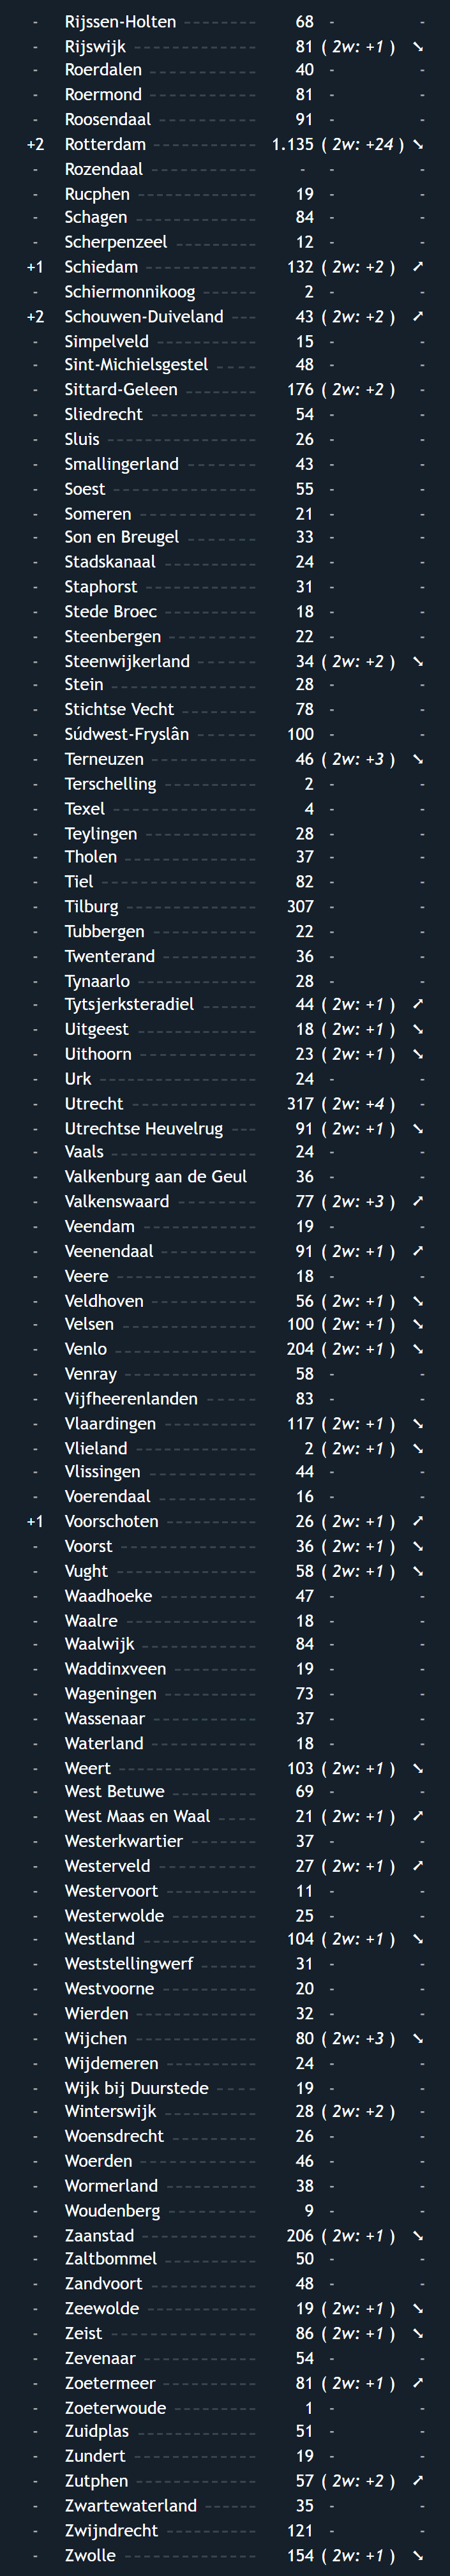 - Rijssen-Holten 68 - -
- Rijswijk 81 ( 2w: +1 ) ➘
- Roerdalen 40 - -
- Roermond 81 - -
- Roosendaal 91 - -
+2 Rotterdam 1.135 ( 2w: +24 ) ➘
- Rozendaal - - -
- Rucphen 19 - -
- Schagen 84 - -
- Scherpenzeel 12 - -
+1 Schiedam 132 ( 2w: +2 ) ➚
- Schiermonnikoog 2 - -
+2 Schouwen-Duiveland 43 ( 2w: +2 ) ➚
- Simpelveld 15 - -
- Sint-Michielsgestel 48 - -
- Sittard-Geleen 176 ( 2w: +2 ) -
- Sliedrecht 54 - -
- Sluis 26 - -
- Smallingerland 43 - -
- Soest 55 - -
- Someren 21 - -
- Son en Breugel 33 - -
- Stadskanaal 24 - -
- Staphorst 31 - -
- Stede Broec 18 - -
- Steenbergen 22 - -
- Steenwijkerland 34 ( 2w: +2 ) ➘
- Stein 28 - -
- Stichtse Vecht 78 - -
- Súdwest-Fryslân 100 - -
- Terneuzen 46 ( 2w: +3 ) ➘
- Terschelling 2 - -
- Texel 4 - -
- Teylingen 28 - -
- Tholen 37 - -
- Tiel 82 - -
- Tilburg 307 - -
- Tubbergen 22 - -
- Twenterand 36 - -
- Tynaarlo 28 - -
- Tytsjerksteradiel 44 ( 2w: +1 ) ➚
- Uitgeest 18 ( 2w: +1 ) ➘
- Uithoorn 23 ( 2w: +1 ) ➘
- Urk 24 - -
- Utrecht 317 ( 2w: +4 ) -
- Utrechtse Heuvelrug 91 ( 2w: +1 ) ➘
- Vaals 24 - -
- Valkenburg aan de Geul 36 - -
- Valkenswaard 77 ( 2w: +3 ) ➚
- Veendam 19 - -
- Veenendaal 91 ( 2w: +1 ) ➚
- Veere 18 - -
- Veldhoven 56 ( 2w: +1 ) ➘
- Velsen 100 ( 2w: +1 ) ➘
- Venlo 204 ( 2w: +1 ) ➘
- Venray 58 - -
- Vijfheerenlanden 83 - -
- Vlaardingen 117 ( 2w: +1 ) ➘
- Vlieland 2 ( 2w: +1 ) ➘
- Vlissingen 44 - -
- Voerendaal 16 - -
+1 Voorschoten 26 ( 2w: +1 ) ➚
- Voorst 36 ( 2w: +1 ) ➘
- Vught 58 ( 2w: +1 ) ➘
- Waadhoeke 47 - -
- Waalre 18 - -
- Waalwijk 84 - -
- Waddinxveen 19 - -
- Wageningen 73 - -
- Wassenaar 37 - -
- Waterland 18 - -
- Weert 103 ( 2w: +1 ) ➘
- West Betuwe 69 - -
- West Maas en Waal 21 ( 2w: +1 ) ➚
- Westerkwartier 37 - -
- Westerveld 27 ( 2w: +1 ) ➚
- Westervoort 11 - -
- Westerwolde 25 - -
- Westland 104 ( 2w: +1 ) ➘
- Weststellingwerf 31 - -
- Westvoorne 20 - -
- Wierden 32 - -
- Wijchen 80 ( 2w: +3 ) ➘
- Wijdemeren 24 - -
- Wijk bij Duurstede 19 - -
- Winterswijk 28 ( 2w: +2 ) -
- Woensdrecht 26 - -
- Woerden 46 - -
- Wormerland 38 - -
- Woudenberg 9 - -
- Zaanstad 206 ( 2w: +1 ) ➘
- Zaltbommel 50 - -
- Zandvoort 48 - -
- Zeewolde 19 ( 2w: +1 ) ➘
- Zeist 86 ( 2w: +1 ) ➘
- Zevenaar 54 - -
- Zoetermeer 81 ( 2w: +1 ) ➚
- Zoeterwoude 1 - -
- Zuidplas 51 - -
- Zundert 19 - -
- Zutphen 57 ( 2w: +2 ) ➚
- Zwartewaterland 35 - -
- Zwijndrecht 121 - -
- Zwolle 154 ( 2w: +1 ) ➘